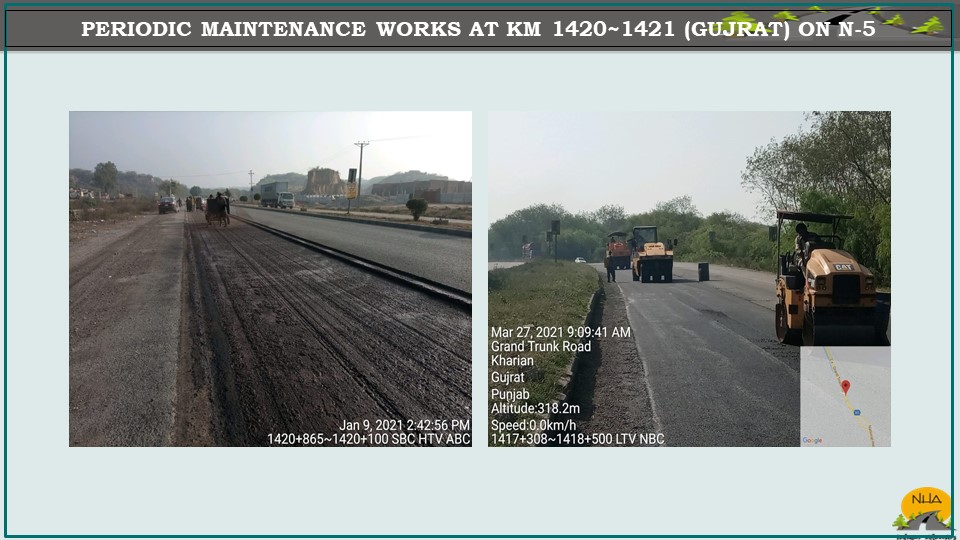 PERIODIC MAINTENANCE WORKS AT KM 1420~1421 (GUJRAT) ON N-5
Jan 9, 2021 2:42:56 PM
1420+865~1420+100 SBC HTV ABC
Mar 27, 2021 9:09:41 AM
Grand Trunk Road
Kharian
Gujrat
Punjab
Altitude:318.2m
Speed:0.0km/h
1417+308~1418+500 LTV NBC
CAT
Google
NHA